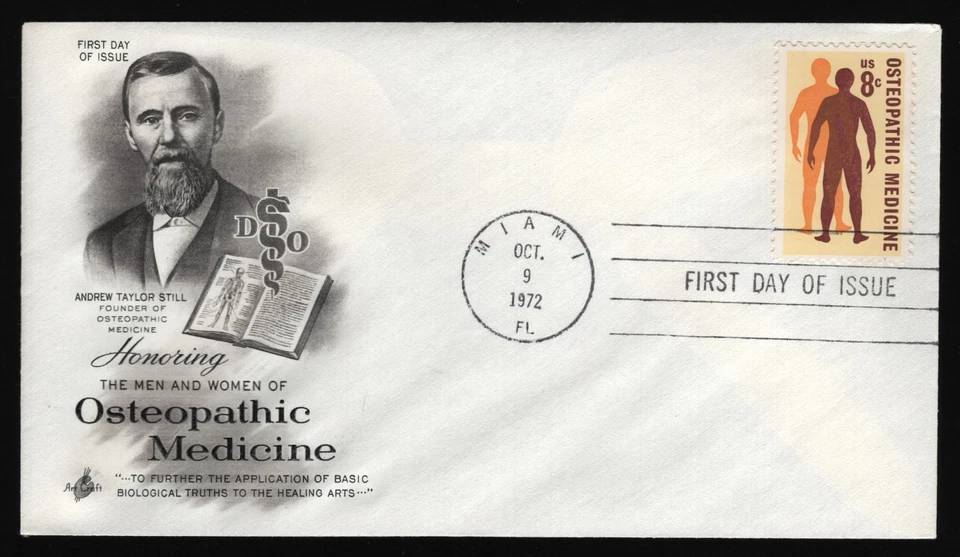 FIRST DAY
OF ISSUE
D O
ANDREW TAYLOR STILL
FOUNDER OF
OSTEOPATHIC
MEDICINE
Honoring
THE MEN AND WOMEN OF
Osteopathic
Medicine
"...TO FURTHER THE APPLICATION OF BASIC
BIOLOGICAL TRUTHS TO THE HEALING ARTS..."
Art Craft
MIAMI
OCT.
9
1972
FL
US
8c
OSTEOPATHIC MEDICINE
FIRST DAY OF ISSUE